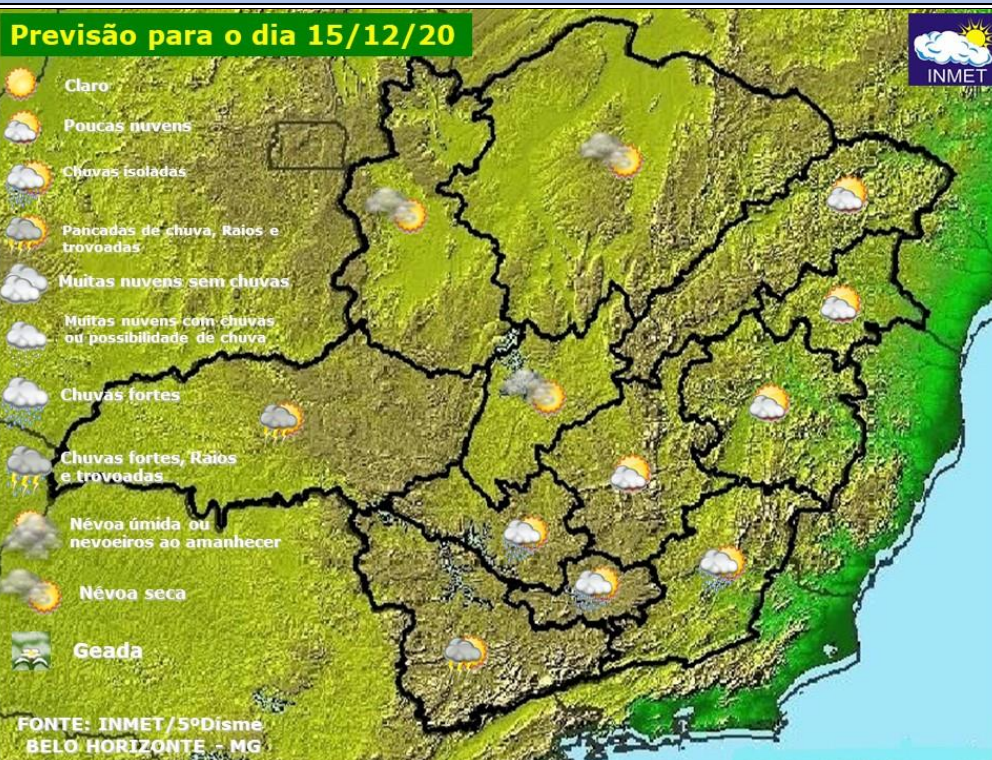 Previsão para o dia 15/12/20
INMET
Claro
Poucas nuvens
Chuvas isoladas
Pancadas de chuva, Raios e
trovoadas
Muitas nuvens sem chuvas
Muitas nuvens com chuvas
ou possibilidade de chuva
Chuvas fortes
Chuvas fortes, Raios
e trovoadas
Névoa úmida ou
nevoeiros ao amanhecer
Névoa seca
Geada
FONTE: INMET/5ºDisme
BELO HORIZONTE - MG